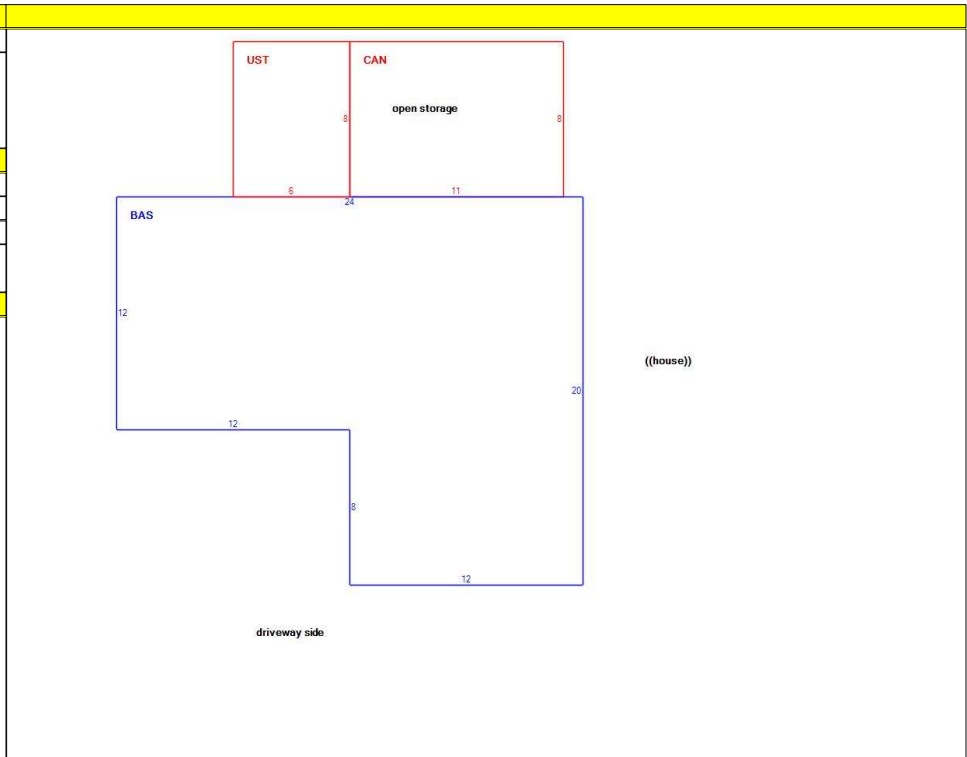 UST
CAN
open storage
8
8
6
11
24
BAS
12
((house))
20
12
8
12
driveway side